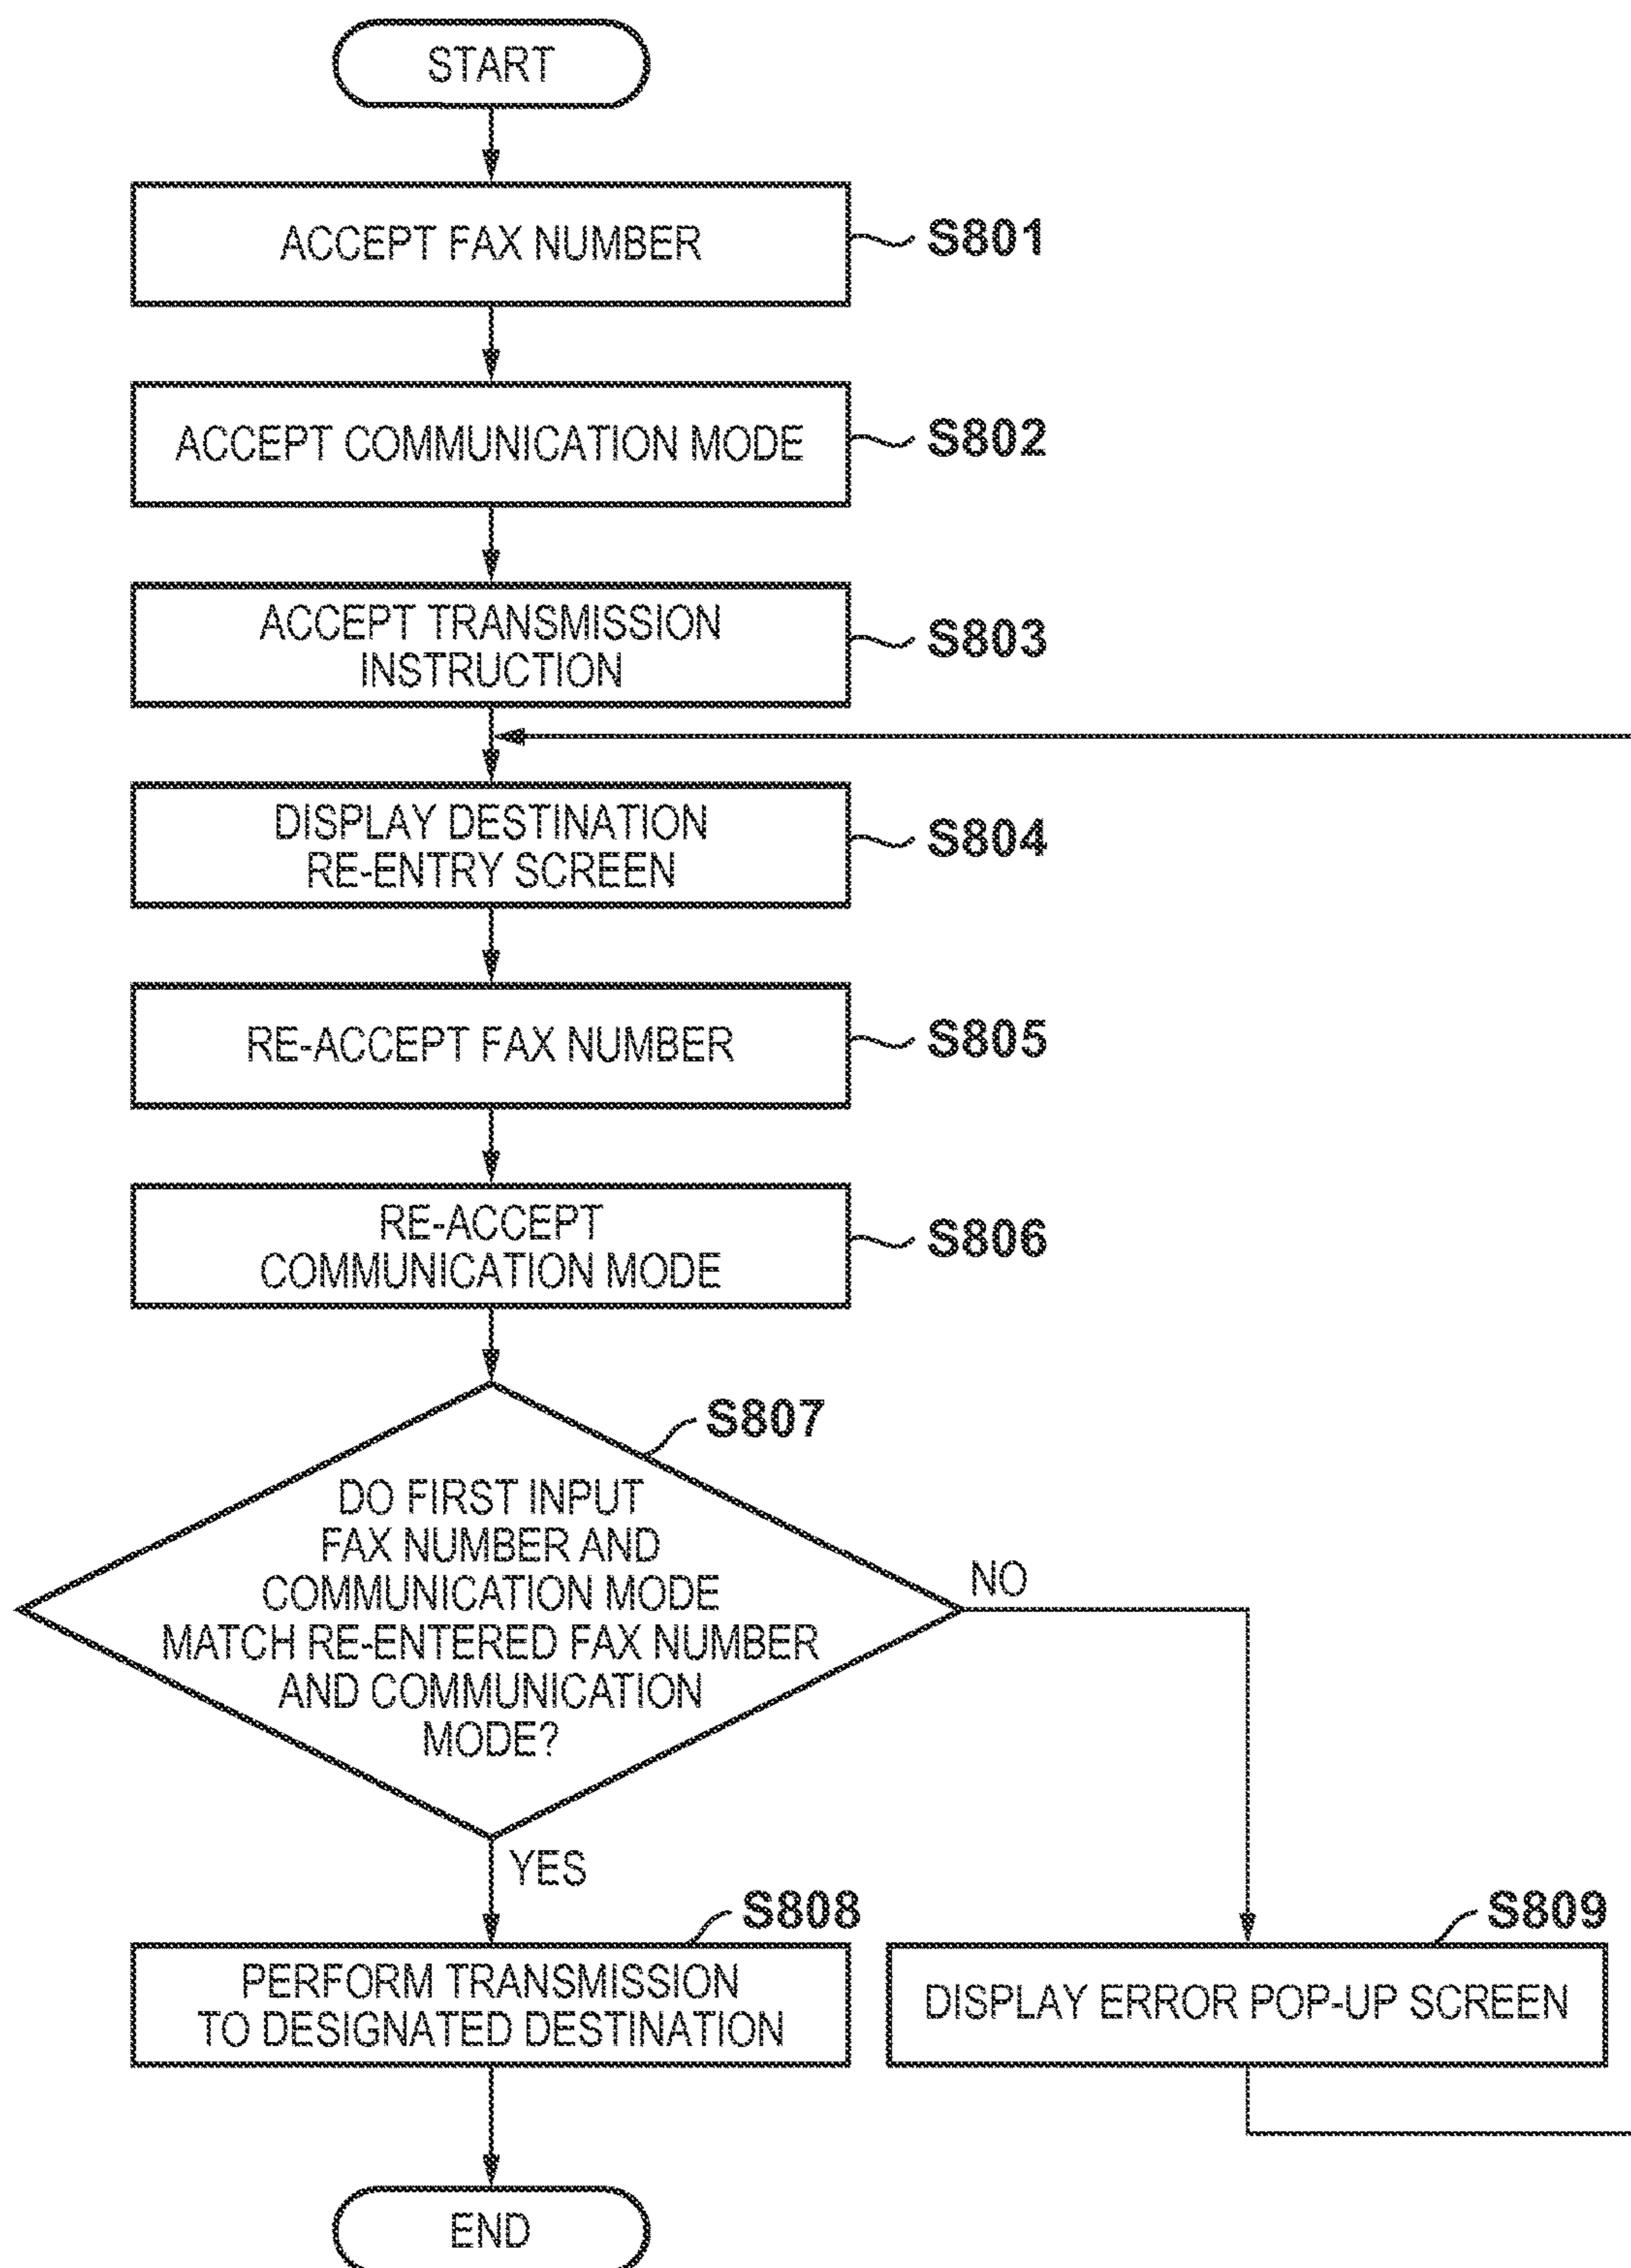 START
ACCEPT FAX NUMBER
S801
ACCEPT COMMUNICATION MODE
S802
ACCEPT TRANSMISSION
INSTRUCTION
S803
DISPLAY DESTINATION
RE-ENTRY SCREEN
S804
RE-ACCEPT FAX NUMBER
S805
RE-ACCEPT
COMMUNICATION MODE
S806
S807
DO FIRST INPUT
FAX NUMBER AND
COMMUNICATION MODE
MATCH RE-ENTERED FAX NUMBER
AND COMMUNICATION
MODE?
NO
YES
S808
PERFORM TRANSMISSION
TO DESIGNATED DESTINATION
S809
DISPLAY ERROR POP-UP SCREEN
END